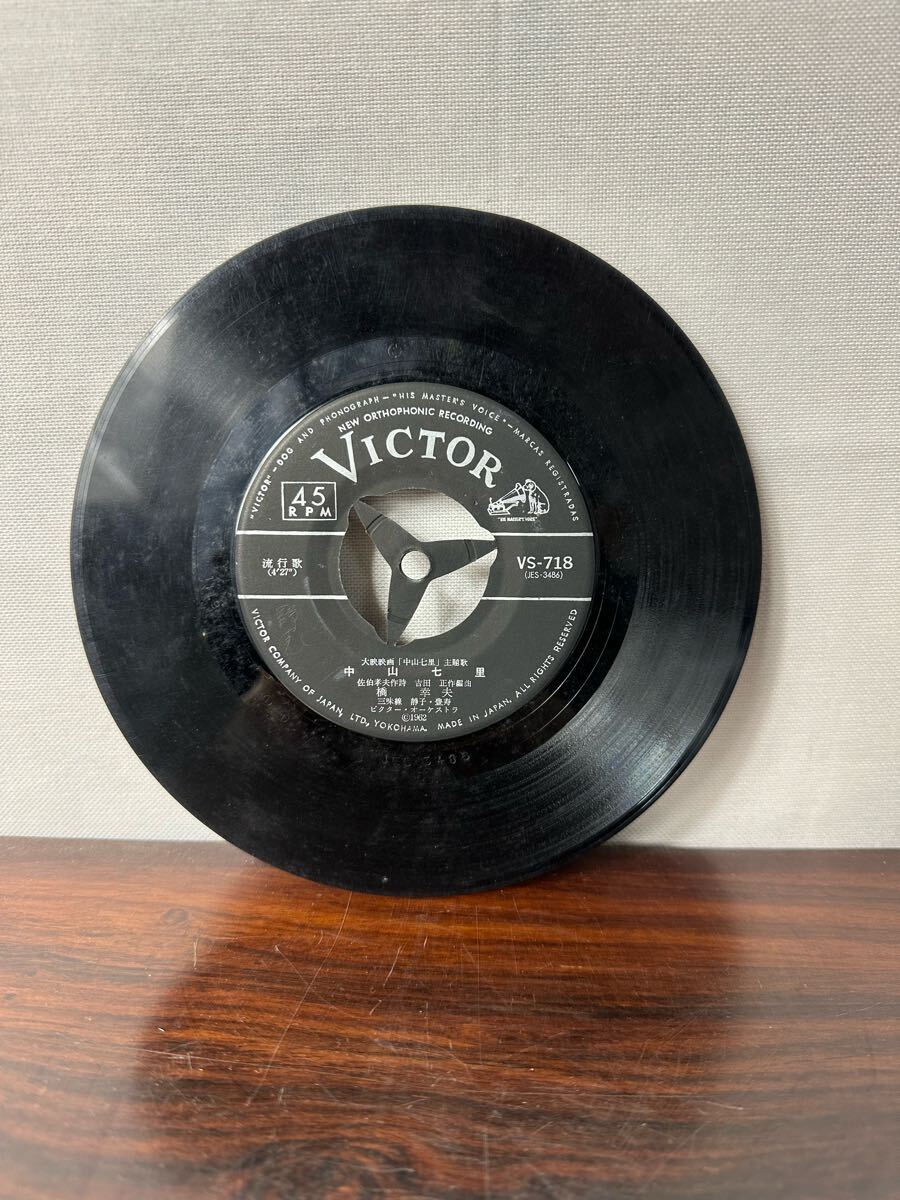 "VICTOR" - DOG AND PHONOGRAPH - "HIS MASTER'S VOICE" - MARCAS REGISTRADAS
NEW ORTHOPHONIC RECORDING
VICTOR
45
RPM
"HIS MASTER'S VOICE"
流行歌
(4'27")
VS-718
(JES-3486)
大映映画「中山七里」主題歌
中山七里
佐伯孝夫作詩 吉田 正作編曲
橋幸夫
三味線 靜子・豊寿
ビクター・オーケストラ
©1962
VICTOR COMPANY OF JAPAN, LTD, YOKOHAMA. MADE IN JAPAN. ALL RIGHTS RESERVED